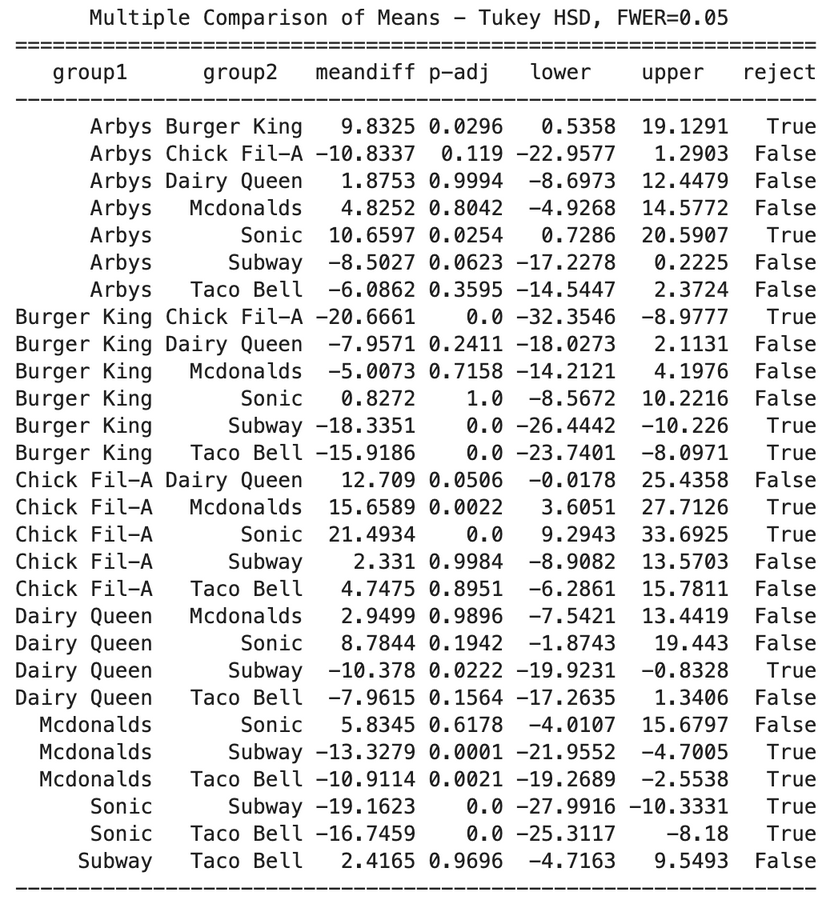 Multiple Comparison of Means - Tukey HSD, FWER=0.05
================================================================
group1 group2 meandiff p-adj lower upper reject
----------------------------------------------------------------
Arbys Burger King 9.8325 0.0296 0.5358 19.1291 True
Arbys Chick Fil-A -10.8337 0.119 -22.9577 1.2903 False
Arbys Dairy Queen 1.8753 0.9994 -8.6973 12.4479 False
Arbys Mcdonalds 4.8252 0.8042 -4.9268 14.5772 False
Arbys Sonic 10.6597 0.0254 0.7286 20.5907 True
Arbys Subway -8.5027 0.0623 -17.2278 0.2225 False
Arbys Taco Bell -6.0862 0.3595 -14.5447 2.3724 False
Burger King Chick Fil-A -20.6661 0.0 -32.3546 -8.9777 True
Burger King Dairy Queen -7.9571 0.2411 -18.0273 2.1131 False
Burger King Mcdonalds -5.0073 0.7158 -14.2121 4.1976 False
Burger King Sonic 0.8272 1.0 -8.5672 10.2216 False
Burger King Subway -18.3351 0.0 -26.4442 -10.226 True
Burger King Taco Bell -15.9186 0.0 -23.7401 -8.0971 True
Chick Fil-A Dairy Queen 12.709 0.0506 -0.0178 25.4358 False
Chick Fil-A Mcdonalds 15.6589 0.0022 3.6051 27.7126 True
Chick Fil-A Sonic 21.4934 0.0 9.2943 33.6925 True
Chick Fil-A Subway 2.331 0.9984 -8.9082 13.5703 False
Chick Fil-A Taco Bell 4.7475 0.8951 -6.2861 15.7811 False
Dairy Queen Mcdonalds 2.9499 0.9896 -7.5421 13.4419 False
Dairy Queen Sonic 8.7844 0.1942 -1.8743 19.443 False
Dairy Queen Subway -10.378 0.0222 -19.9231 -0.8328 True
Dairy Queen Taco Bell -7.9615 0.1564 -17.2635 1.3406 False
Mcdonalds Sonic 5.8345 0.6178 -4.0107 15.6797 False
Mcdonalds Subway -13.3279 0.0001 -21.9552 -4.7005 True
Mcdonalds Taco Bell -10.9114 0.0021 -19.2689 -2.5538 True
Sonic Subway -19.1623 0.0 -27.9916 -10.3331 True
Sonic Taco Bell -16.7459 0.0 -25.3117 -8.18 True
Subway Taco Bell 2.4165 0.9696 -4.7163 9.5493 False
----------------------------------------------------------------